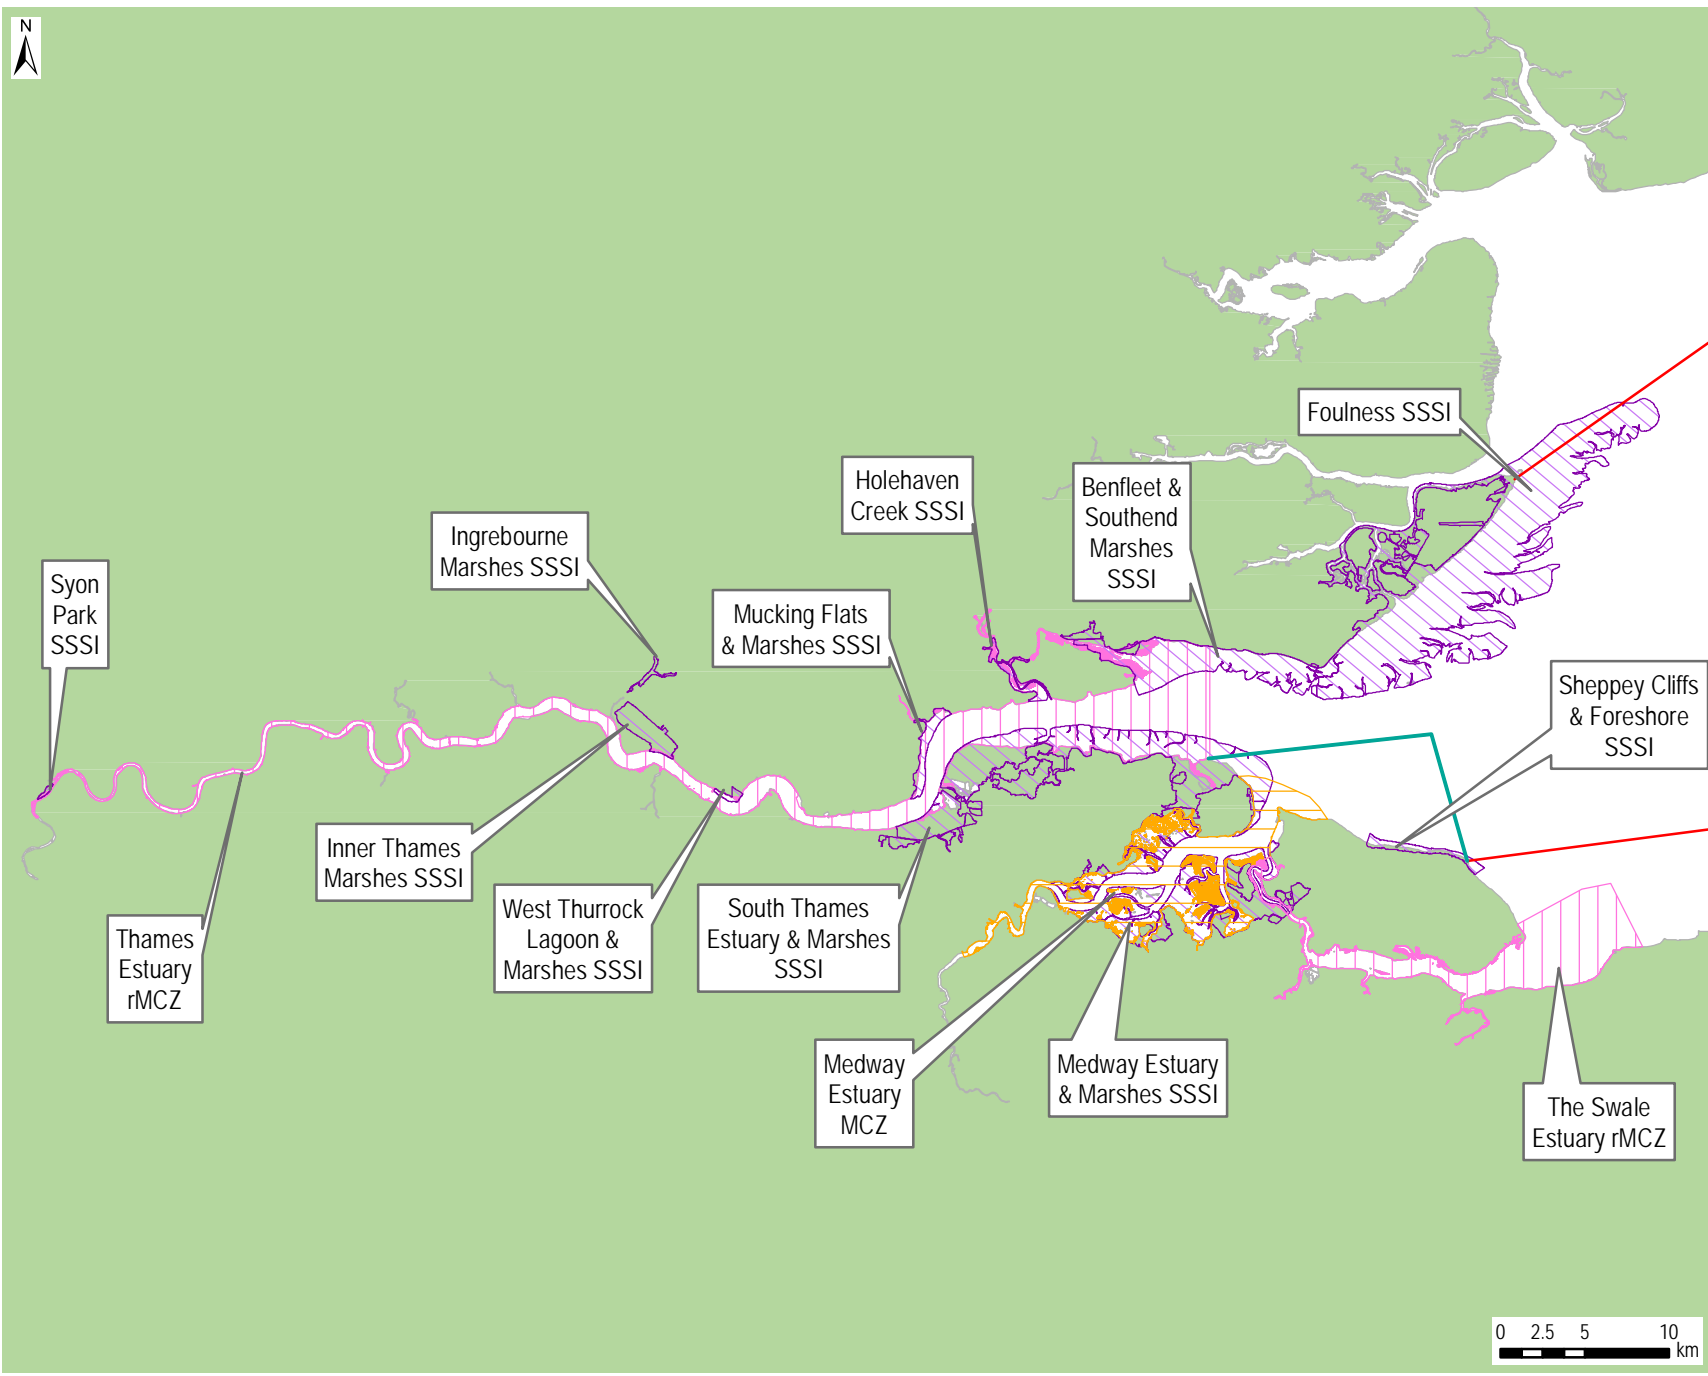 N
Foulness SSSI
Holehaven
Creek SSSI
Benfleet &
Southend
Marshes
SSSI
Ingrebourne
Marshes SSSI
Syon
Park
SSSI
Mucking Flats
& Marshes SSSI
Sheppey Cliffs
& Foreshore
SSSI
Inner Thames
Marshes SSSI
West Thurrock
Lagoon &
Marshes SSSI
South Thames
Estuary & Marshes
SSSI
Thames
Estuary
rMCZ
Medway
Estuary
MCZ
Medway Estuary
& Marshes SSSI
The Swale
Estuary rMCZ
0 2.5 5 10
km